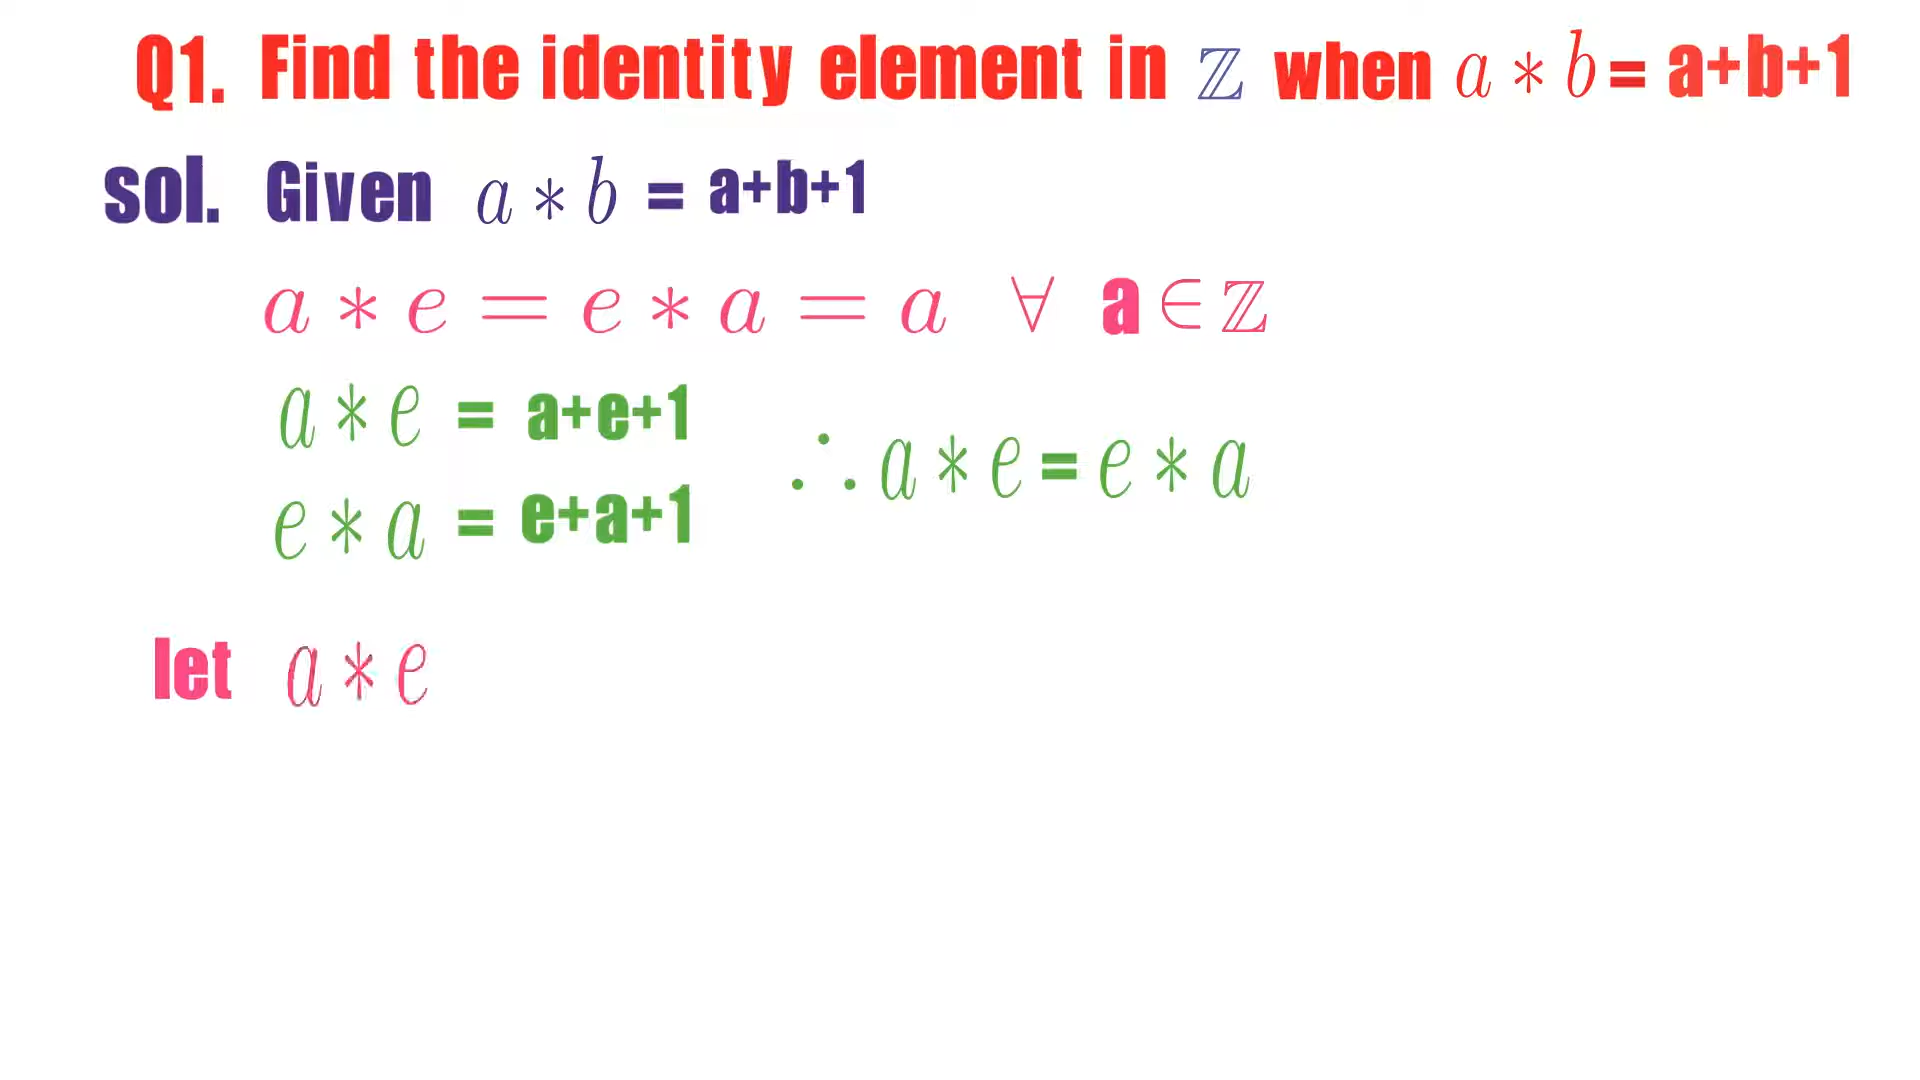 Q1. Find the identity element in ℤ when a * b = a+b+1
sol. Given a * b = a+b+1
a * e = e * a = a ∀ a ∈ ℤ
a * e = a+e+1
∴ a * e = e * a
e * a = e+a+1
let a * e